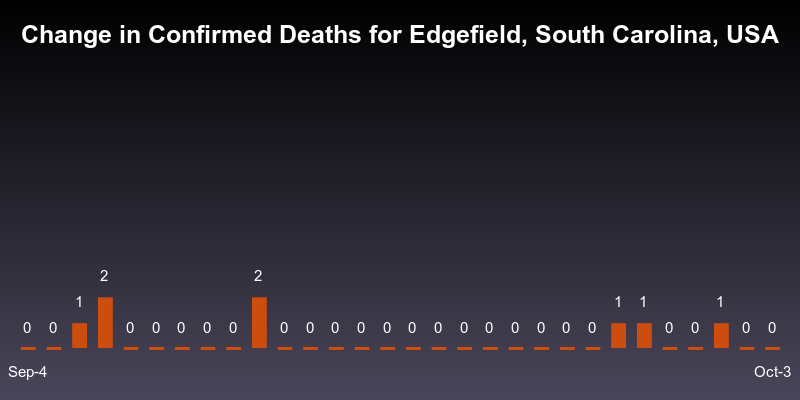 Change in Confirmed Deaths for Edgefield, South Carolina, USA
0 0 1 2 0 0 0 0 0 2 0 0 0 0 0 0 0 0 0 0 0 0 0 1 1 0 0 1 0 0
Sep-4 Oct-3